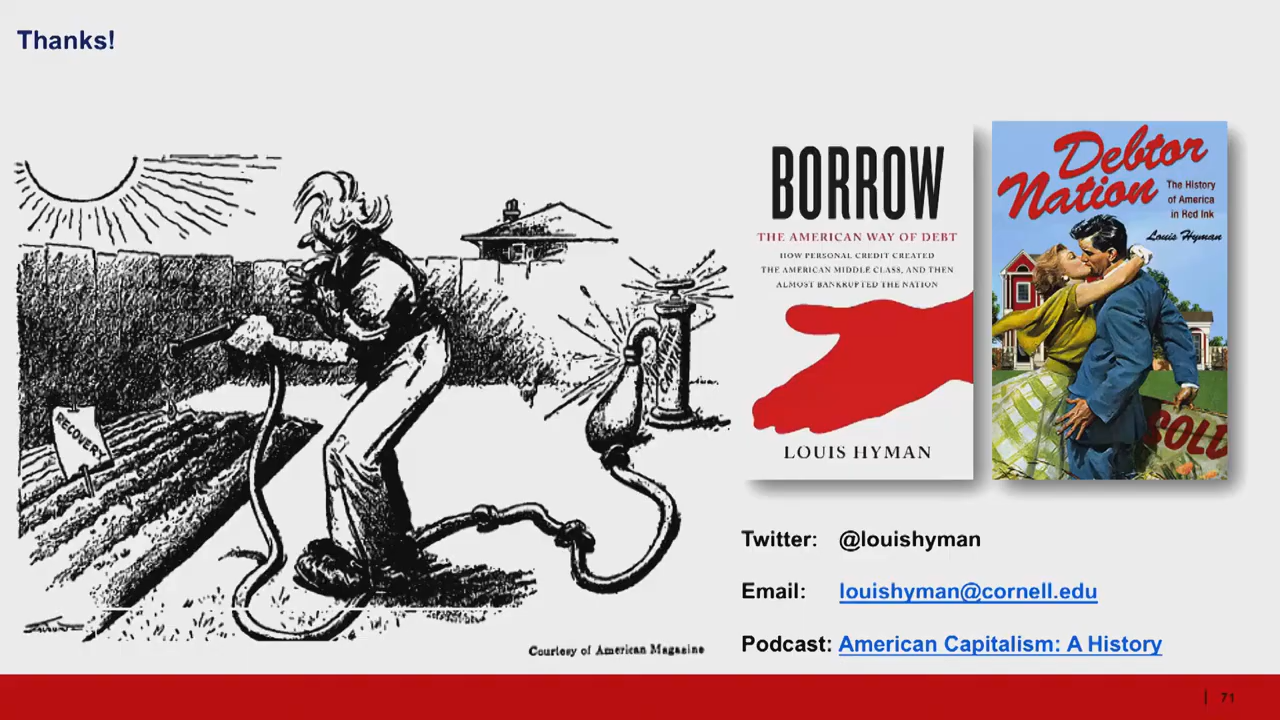 Thanks!
RECOVERY
Courtesy of American Magazine
BORROW
THE AMERICAN WAY OF DEBT
HOW PERSONAL CREDIT CREATED
THE AMERICAN MIDDLE CLASS, AND THEN
ALMOST BANKRUPTED THE NATION
LOUIS HYMAN
Debtor
Nation
The History
of America
in Red Ink
Louis Hyman
SOLD
Twitter: @louishyman
Email: louishyman@cornell.edu
Podcast: American Capitalism: A History
71